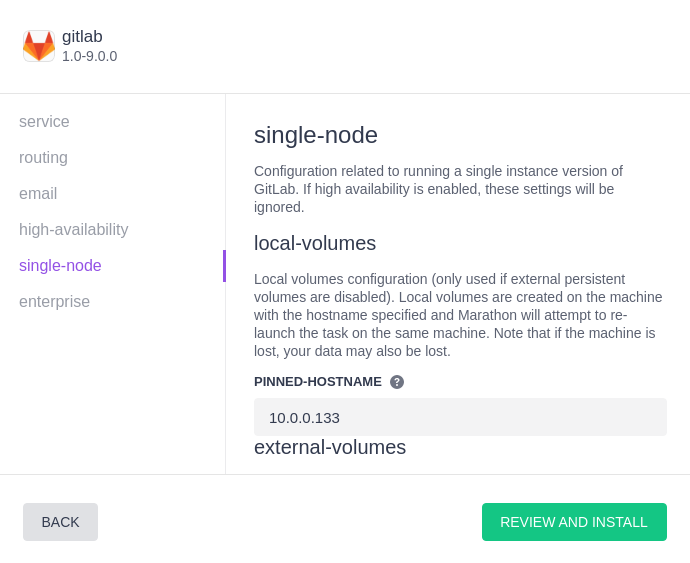 gitlab
1.0-9.0.0
service
routing
email
high-availability
single-node
enterprise
single-node
Configuration related to running a single instance version of
GitLab. If high availability is enabled, these settings will be
ignored.
local-volumes
Local volumes configuration (only used if external persistent
volumes are disabled). Local volumes are created on the machine
with the hostname specified and Marathon will attempt to re-
launch the task on the same machine. Note that if the machine is
lost, your data may also be lost.
PINNED-HOSTNAME ?
10.0.0.133
external-volumes
BACK
REVIEW AND INSTALL